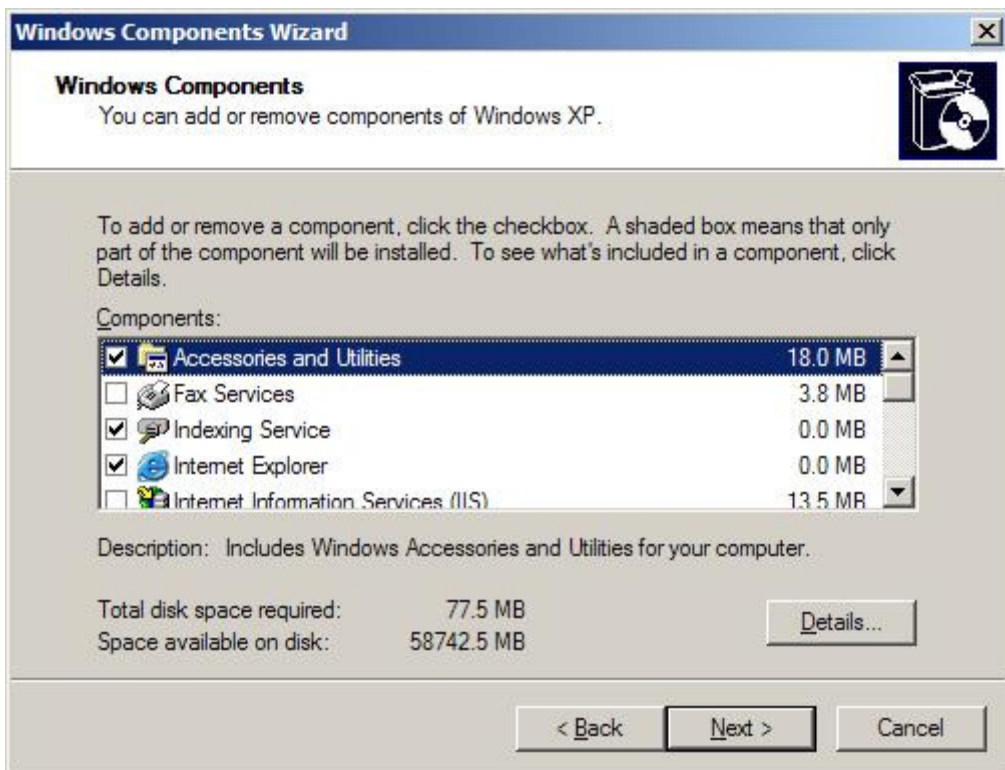 Windows Components Wizard
Windows Components
You can add or remove components of Windows XP.
To add or remove a component, click the checkbox. A shaded box means that only
part of the component will be installed. To see what's included in a component, click
Details.
Components:
Accessories and Utilities 18.0 MB
Fax Services 3.8 MB
Indexing Service 0.0 MB
Internet Explorer 0.0 MB
Internet Information Services (IIS) 13.5 MB
Description: Includes Windows Accessories and Utilities for your computer.
Total disk space required: 77.5 MB
Space available on disk: 58742.5 MB
Details...
< Back Next > Cancel